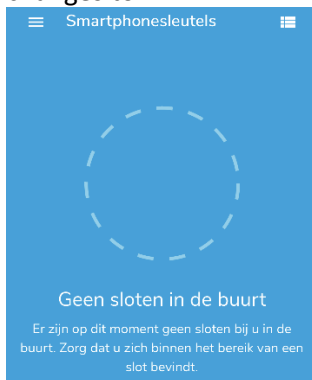 Smartphonesleutels
Geen sloten in de buurt
Er zijn op dit moment geen sloten bij u in de
buurt. Zorg dat u zich binnen het bereik van een
slot bevindt.